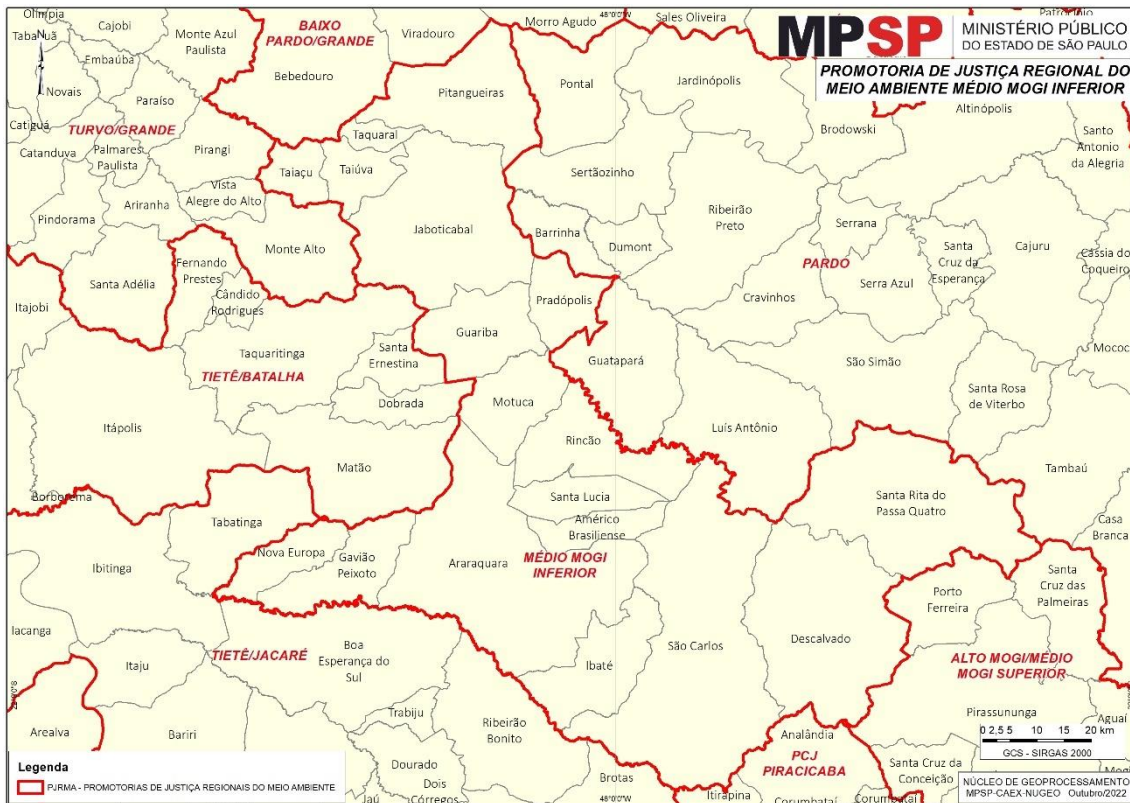 Olímpia
Cajobi
Tabapuã
Monte Azul
Paulista
BAIXO
PARDO/GRANDE
Viradouro
Morro Agudo
48°0'0"W
Sales Oliveira
MPSP
MINISTÉRIO PÚBLICO
DO ESTADO DE SÃO PAULO
PROMOTORIA DE JUSTIÇA REGIONAL DO
MEIO AMBIENTE MÉDIO MOGI INFERIOR
Embaúba
Bebedouro
Pitangueiras
Pontal
Jardinópolis
Novais
Paraíso
Altinópolis
Catiguá
TURVO/GRANDE
Taquaral
Brodowski
Santo
Antonio
da Alegria
Catanduva
Palmares
Paulista
Pirangi
Taiaçu
Taiúva
Sertãozinho
Vista
Alegre do Alto
Ariranha
Pindorama
Ribeirão
Preto
Serrana
Jaboticabal
Barrinha
Dumont
Monte Alto
Santa
Cruz da
Esperança
Cajuru
Cássia do
Coqueiro
Fernando
Prestes
PARDO
Santa Adélia
Serra Azul
Cândido
Rodrigues
Pradópolis
Cravinhos
Itajobi
Guariba
Taquaritinga
Santa
Ernestina
Guatapará
São Simão
Mococ
TIETÊ/BATALHA
Dobrada
Motuca
Santa Rosa
de Viterbo
Itápolis
Luís Antônio
Rincão
Matão
Tambaú
Borborema
Santa Lucia
Santa Rita do
Passa Quatro
Tabatinga
Américo
Brasiliense
Casa
Branca
Nova Europa
Gavião
Peixoto
Araraquara
MÉDIO MOGI
INFERIOR
Ibitinga
Santa
Cruz das
Palmeiras
Porto
Ferreira
Iacanga
Descalvado
São Carlos
Boa
Esperança do
Sul
TIETÊ/JACARÉ
Itaju
Ibaté
ALTO MOGI/MÉDIO
MOGI SUPERIOR
Trabiju
Pirassununga
Aguaí
Arealva
Bariri
Ribeirão
Bonito
Analândia
0 2,5 5 10 15 20 km
GCS - SIRGAS 2000
PCJ
PIRACICABA
Legenda
PJRMA - PROMOTORIAS DE JUSTIÇA REGIONAIS DO MEIO AMBIENTE
Dourado
Dois
Córregos
Jaú
Brotas
Santa Cruz da
Conceição
Itirapina
Corumbataí
Corumbataí
48°0'0"W
NÚCLEO DE GEOPROCESSAMENTO
MPSP-CAEX-NUGEO Outubro/2022